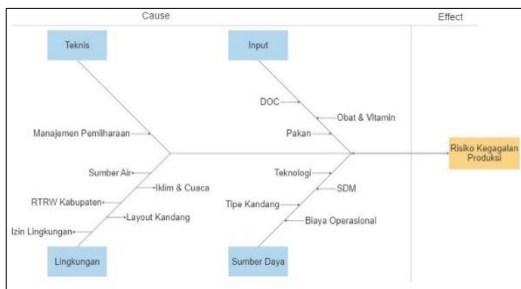 Cause
Effect
Teknis
Input
DOC
Obat & Vitamin
Manajemen Pemliharaan
Pakan
Risiko Kegagalan
Produksi
Sumber Air
Teknologi
Iklim & Cuaca
SDM
RTRW Kabupaten
Tipe Kandang
Layout Kandang
Biaya Operasional
Izin Lingkungan
Lingkungan
Sumber Daya